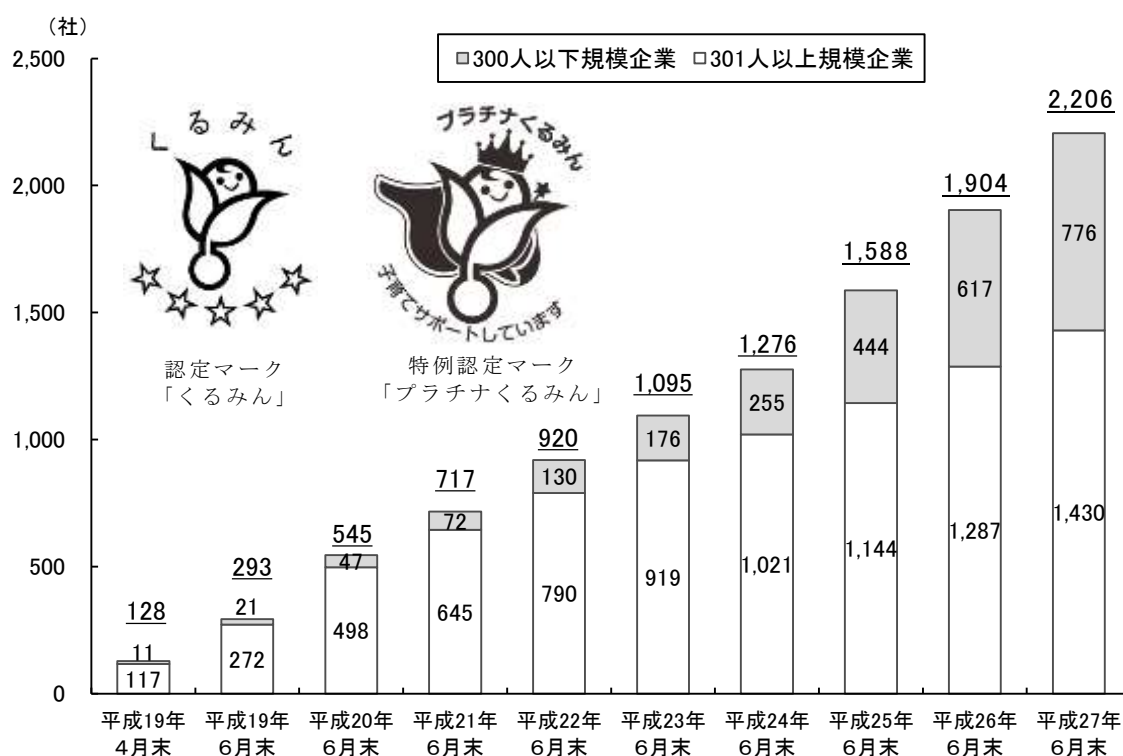 （社）
2,500
2,000
1,500
1,000
500
0
300人以下規模企業 301人以上規模企業
くるみん
認定マーク
「くるみん」
プラチナくるみん
子育てサポートしています
特例認定マーク
「プラチナくるみん」
128
11
117
293
21
272
545
47
498
717
72
645
920
130
790
1,095
176
919
1,276
255
1,021
1,588
444
1,144
1,904
617
1,287
2,206
776
1,430
平成19年
4月末
平成19年
6月末
平成20年
6月末
平成21年
6月末
平成22年
6月末
平成23年
6月末
平成24年
6月末
平成25年
6月末
平成26年
6月末
平成27年
6月末